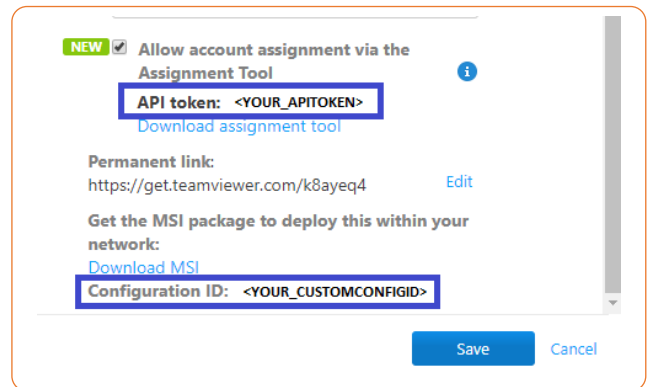 NEW Allow account assignment via the
Assignment Tool
API token: <YOUR_APITOKEN>
Download assignment tool
Permanent link:
https://get.teamviewer.com/k8ayeq4 Edit
Get the MSI package to deploy this within your
network:
Download MSI
Configuration ID: <YOUR_CUSTOMCONFIGID>
Save Cancel